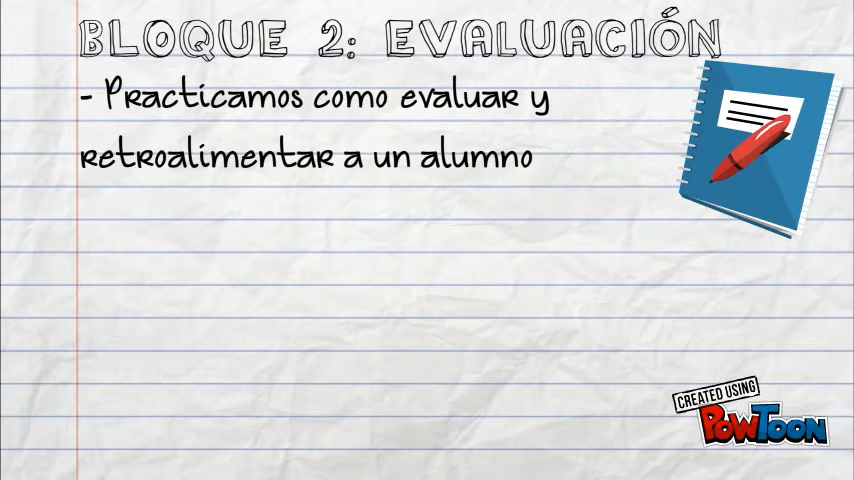 BLOQUE 2: EVALUACIÓN
- Practicamos como evaluar y
retroalimentar a un alumno
CREATED USING
POWTOON